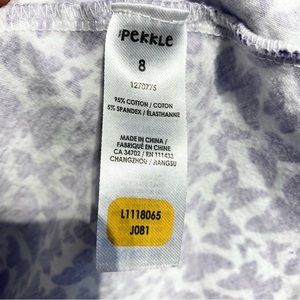 PEKKLE
8
1270775
95% COTTON / COTON
5% SPANDEX / ÉLASTHANNE
MADE IN CHINA /
FABRIQUÉ EN CHINE
CA 34702 / RN 111433
CHANGZHOU / JIANGSU
L1118065
J081